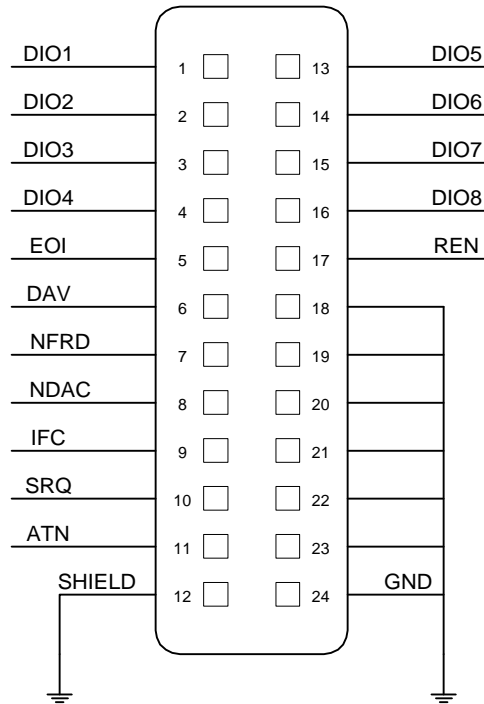 DIO1 1 13 DIO5
DIO2 2 14 DIO6
DIO3 3 15 DIO7
DIO4 4 16 DIO8
EOI 5 17 REN
DAV 6 18
NFRD 7 19
NDAC 8 20
IFC 9 21
SRQ 10 22
ATN 11 23
SHIELD 12 24 GND